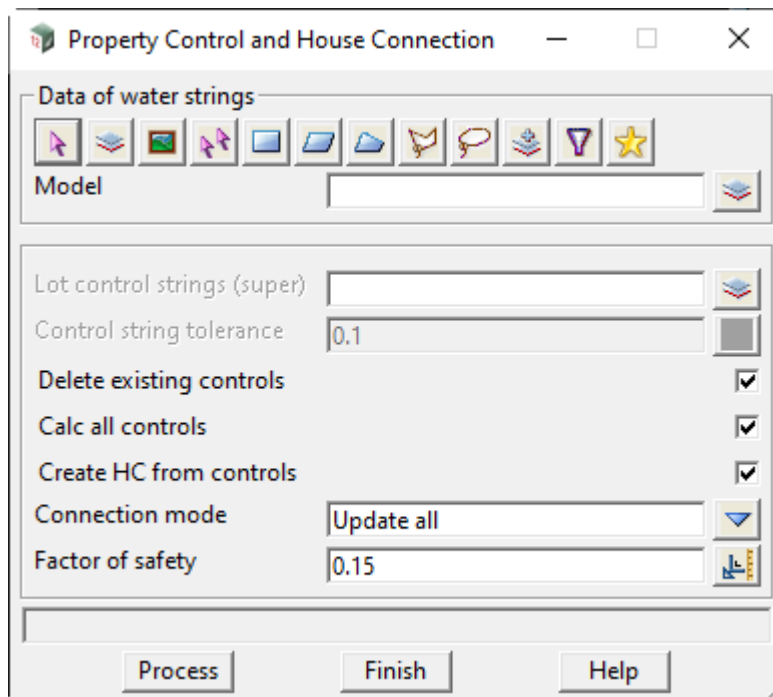 Property Control and House Connection
Data of water strings
Model
Lot control strings (super)
Control string tolerance 0.1
Delete existing controls
Calc all controls
Create HC from controls
Connection mode Update all
Factor of safety 0.15
Process Finish Help